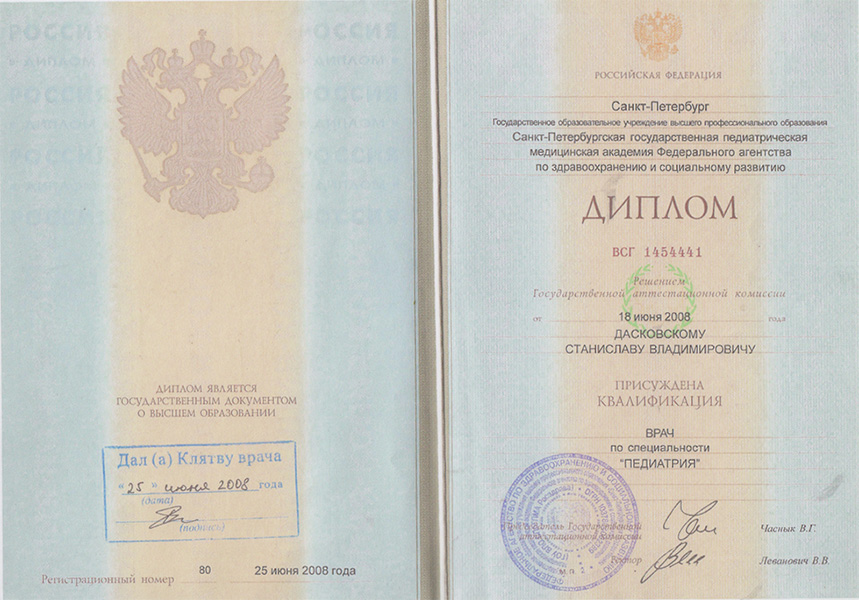 РОССИЯ
РОССИЯ
РОССИЯ
РОССИЯ
ДИПЛОМ ЯВЛЯЕТСЯ
ГОСУДАРСТВЕННЫМ ДОКУМЕНТОМ
О ВЫСШЕМ ОБРАЗОВАНИИ
Дал (а) Клятву врача
"25" июня 2008 года
(дата)
(подпись)
Регистрационный номер 80 25 июня 2008 года
РОССИЙСКАЯ ФЕДЕРАЦИЯ
Санкт-Петербург
Государственное образовательное учреждение высшего профессионального образования
Санкт-Петербургская государственная педиатрическая
медицинская академия Федерального агентства
по здравоохранению и социальному развитию
ДИПЛОМ
ВСГ 1454441
Решением
Государственной аттестационной комиссии
от 18 июня 2008 года
ДАСКОВСКОМУ
СТАНИСЛАВУ ВЛАДИМИРОВИЧУ
ПРИСУЖДЕНА
КВАЛИФИКАЦИЯ
ВРАЧ
по специальности
"ПЕДИАТРИЯ"
Председатель Государственной
аттестационной комиссии Часнык В.Г.
Ректор Леванович В.В.